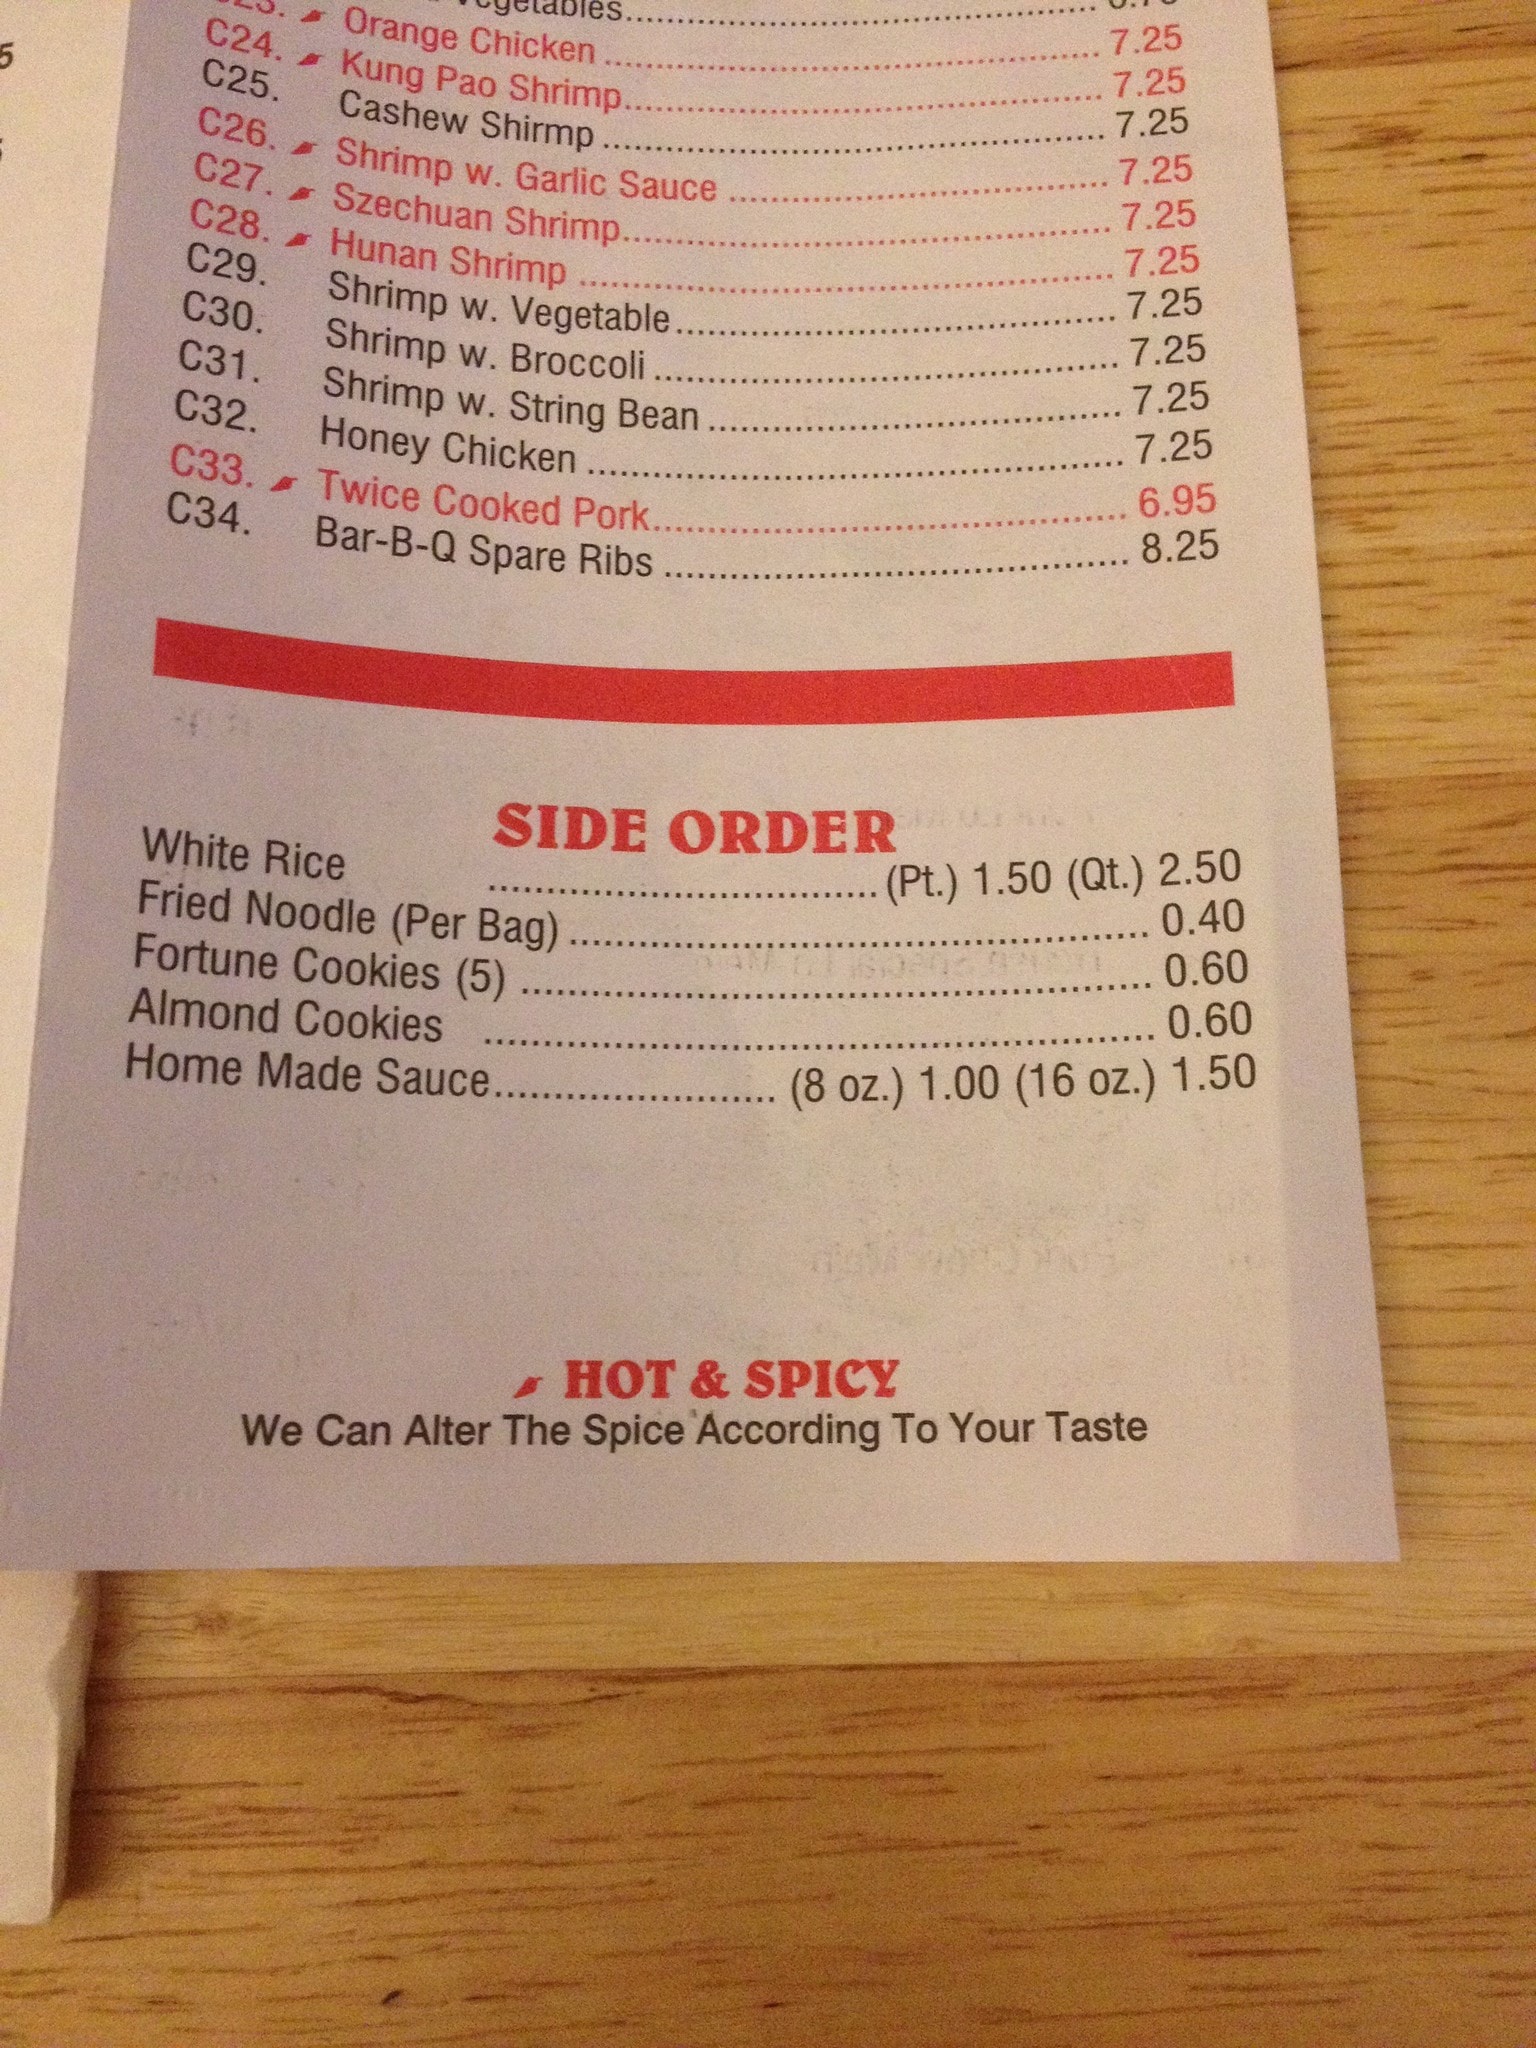 Vegetables
C23. Orange Chicken 7.25
C24. Kung Pao Shrimp 7.25
C25. Cashew Shirmp 7.25
C26. Shrimp w. Garlic Sauce 7.25
C27. Szechuan Shrimp 7.25
C28. Hunan Shrimp 7.25
C29. Shrimp w. Vegetable 7.25
C30. Shrimp w. Broccoli 7.25
C31. Shrimp w. String Bean 7.25
C32. Honey Chicken 7.25
C33. Twice Cooked Pork 6.95
C34. Bar-B-Q Spare Ribs 8.25
SIDE ORDER
White Rice (Pt.) 1.50 (Qt.) 2.50
Fried Noodle (Per Bag) 0.40
Fortune Cookies (5) 0.60
Almond Cookies 0.60
Home Made Sauce (8 oz.) 1.00 (16 oz.) 1.50
HOT & SPICY
We Can Alter The Spice According To Your Taste